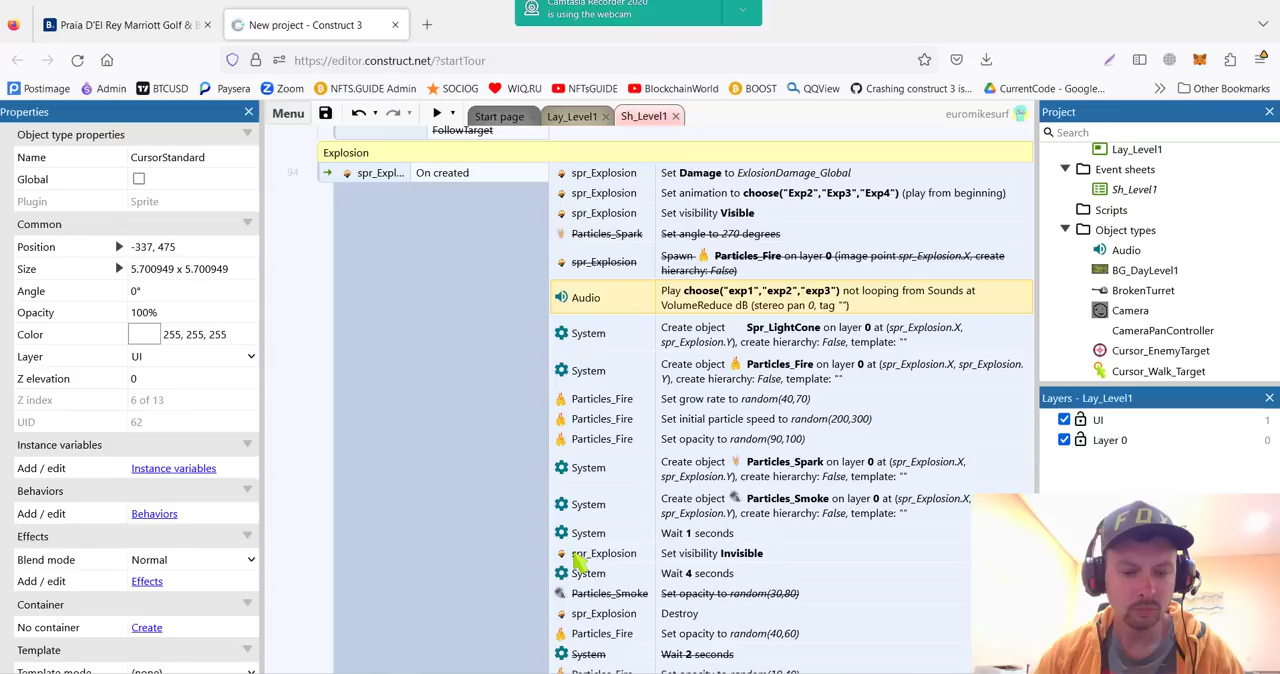 Camtasia Recorder 2020
is using the webcam
Praia D'El Rey Marriott Golf & B
New project - Construct 3
https://editor.construct.net/?startTour
Postimage Admin BTCUSD Paysera Zoom NFTS.GUIDE Admin SOCIOG WIQ.RU NFTsGUIDE BlockchainWorld BOOST QQView Crashing construct 3 is... CurrentCode - Google... Other Bookmarks
Properties
Menu
Start page
Lay_Level1
Sh_Level1
euromikesurf
Project
Object type properties
Name CursorStandard
Global
Plugin Sprite
Common
Position -337, 475
Size 5.700949 x 5.700949
Angle 0°
Opacity 100%
Color 255, 255, 255
Layer UI
Z elevation 0
Z index 6 of 13
UID 62
Instance variables
Add / edit Instance variables
Behaviors
Add / edit Behaviors
Effects
Blend mode Normal
Add / edit Effects
Container
No container Create
Template
Template mode (none)
FollowTarget
Explosion
94 spr_Expl... On created
spr_Explosion Set Damage to ExlosionDamage_Global
spr_Explosion Set animation to choose("Exp2","Exp3","Exp4") (play from beginning)
spr_Explosion Set visibility Visible
Particles_Spark Set angle to 270 degrees
spr_Explosion Spawn Particles_Fire on layer 0 (image point spr_Explosion.X, create
hierarchy: False)
Audio Play choose("exp1","exp2","exp3") not looping from Sounds at
VolumeReduce dB (stereo pan 0, tag "")
System Create object Spr_LightCone on layer 0 at (spr_Explosion.X,
spr_Explosion.Y), create hierarchy: False, template: ""
System Create object Particles_Fire on layer 0 at (spr_Explosion.X, spr_Explosion.
Y), create hierarchy: False, template: ""
Particles_Fire Set grow rate to random(40,70)
Particles_Fire Set initial particle speed to random(200,300)
Particles_Fire Set opacity to random(90,100)
System Create object Particles_Spark on layer 0 at (spr_Explosion.X,
spr_Explosion.Y), create hierarchy: False, template: ""
System Create object Particles_Smoke on layer 0 at (spr_Explosion.X,
spr_Explosion.Y), create hierarchy: False, template: ""
System Wait 1 seconds
spr_Explosion Set visibility Invisible
System Wait 4 seconds
Particles_Smoke Set opacity to random(30,80)
spr_Explosion Destroy
Particles_Fire Set opacity to random(40,60)
System Wait 2 seconds
Particles_Fire Set opacity to random(10,40)
Search
Lay_Level1
Event sheets
Sh_Level1
Scripts
Object types
Audio
BG_DayLevel1
BrokenTurret
Camera
CameraPanController
Cursor_EnemyTarget
Cursor_Walk_Target
Layers - Lay_Level1
UI 1
Layer 0 0
FOX